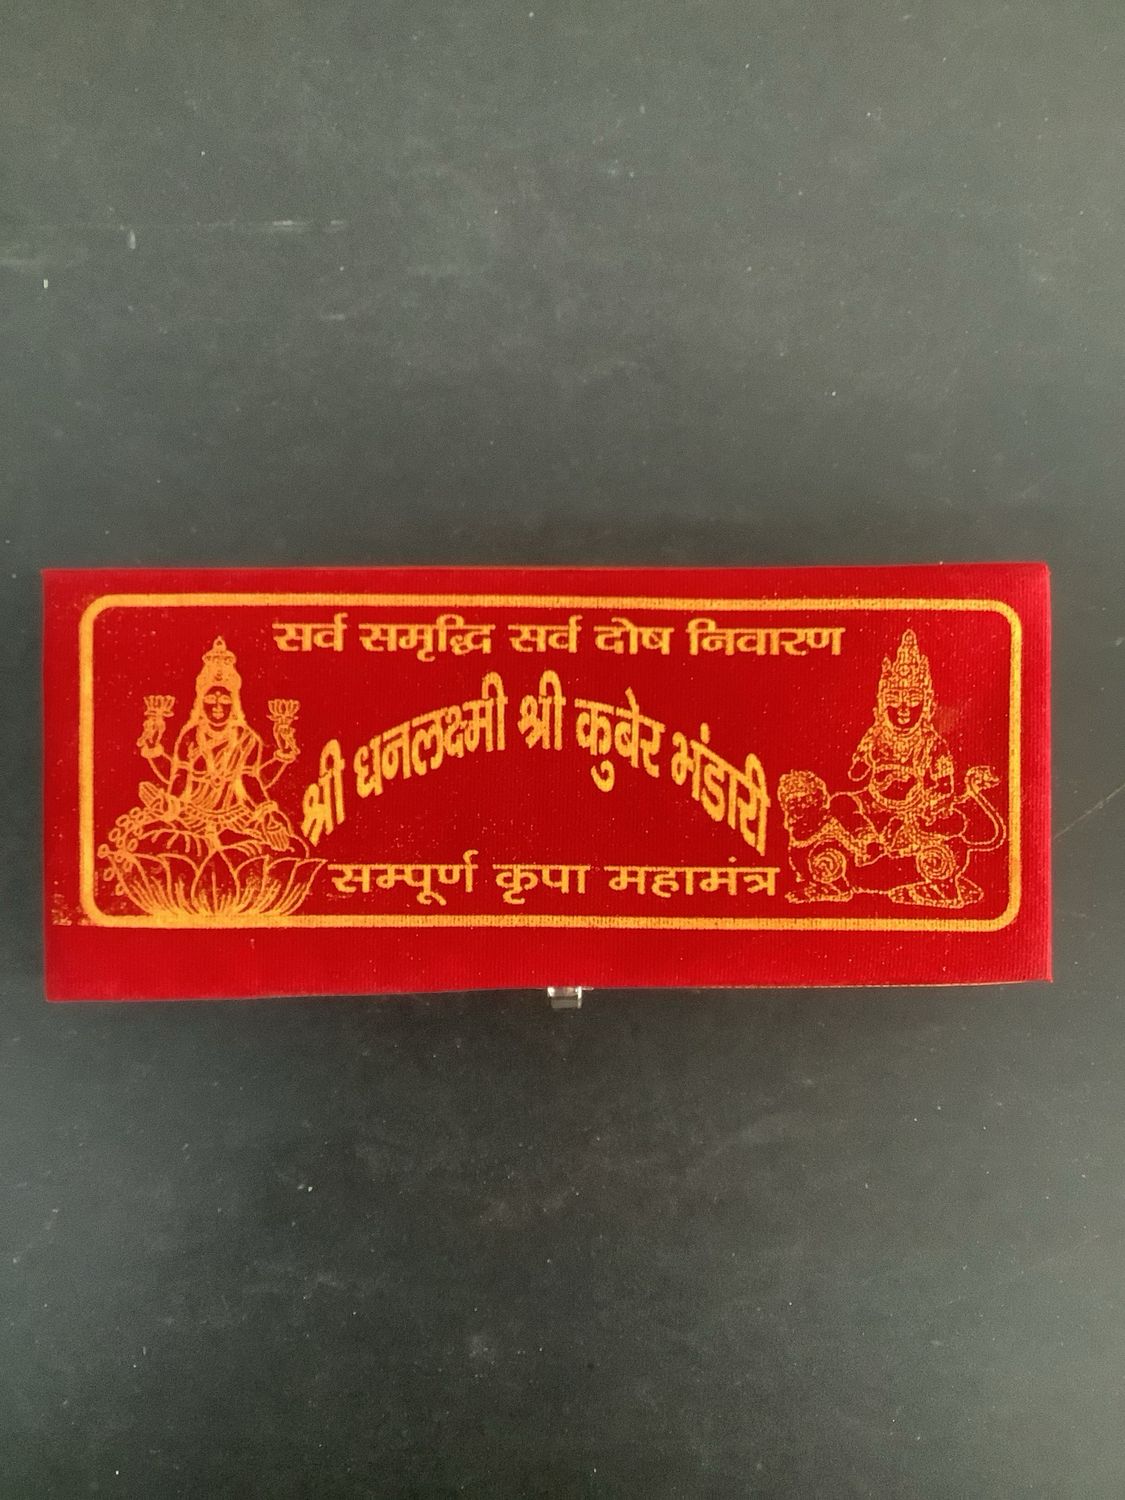 सर्व समृद्धि सर्व दोष निवारण
श्री धनलक्ष्मी श्री कुबेर भंडारी
सम्पूर्ण कृपा महामंत्र